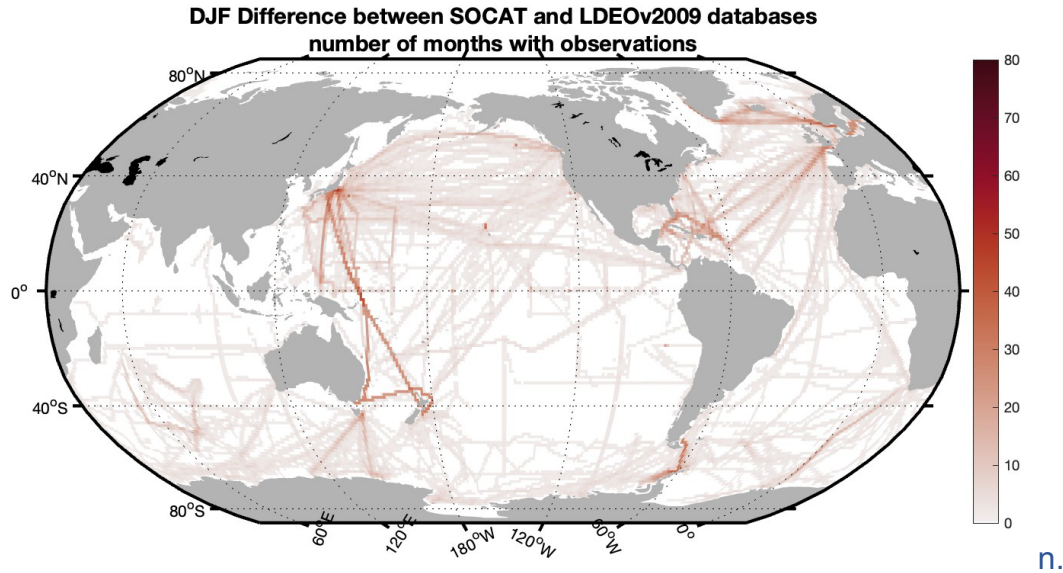 DJF Difference between SOCAT and LDEOv2009 databases
number of months with observations
80°N
40°N
0°
40°S
80°S
60°E
120°E
180°W
120°W
60°W
0°
80
70
60
50
40
30
20
10
0
n.